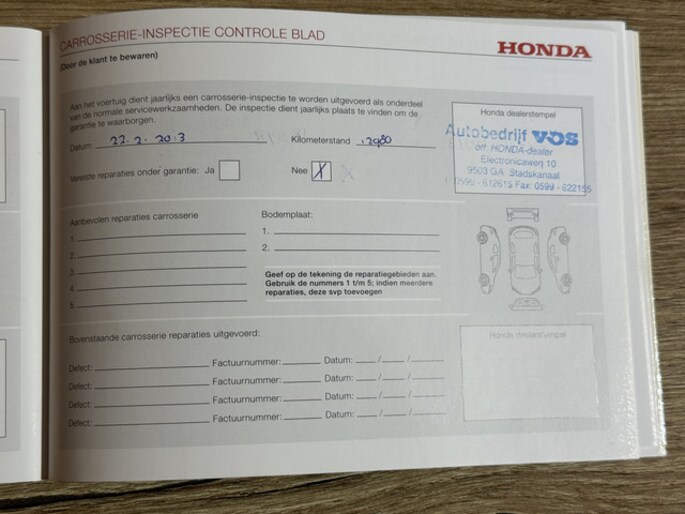 CARROSSERIE-INSPECTIE CONTROLE BLAD
HONDA
(Door de klant te bewaren)
Aan het voertuig dient jaarlijks een carrosserie-inspectie te worden uitgevoerd als onderdeel
van de normale servicewerkzaamheden. De inspectie dient jaarlijks plaats te vinden om de
garantie te waarborgen.
Datum: 22.2.2013 Kilometerstand
Vereiste reparaties onder garantie: Ja Nee X
Honda dealerstempel
Autobedrijf VOS
off. HONDA-dealer
Electronicaweg 10
9503 GA Stadskanaal
Fax: 0599 - 622155
Aanbevolen reparaties carrosserie
1.
2.
3.
4.
5.
Bodemplaat:
1.
2.
Geef op de tekening de reparatiegebieden aan.
Gebruik de nummers 1 t/m 5; indien meerdere
reparaties, deze svp toevoegen
Bovenstaande carrosserie reparaties uitgevoerd:
Defect: Factuurnummer: Datum: / /
Defect: Factuurnummer: Datum: / /
Defect: Factuurnummer: Datum: / /
Defect: Factuurnummer: Datum: / /
Honda dealerstempel